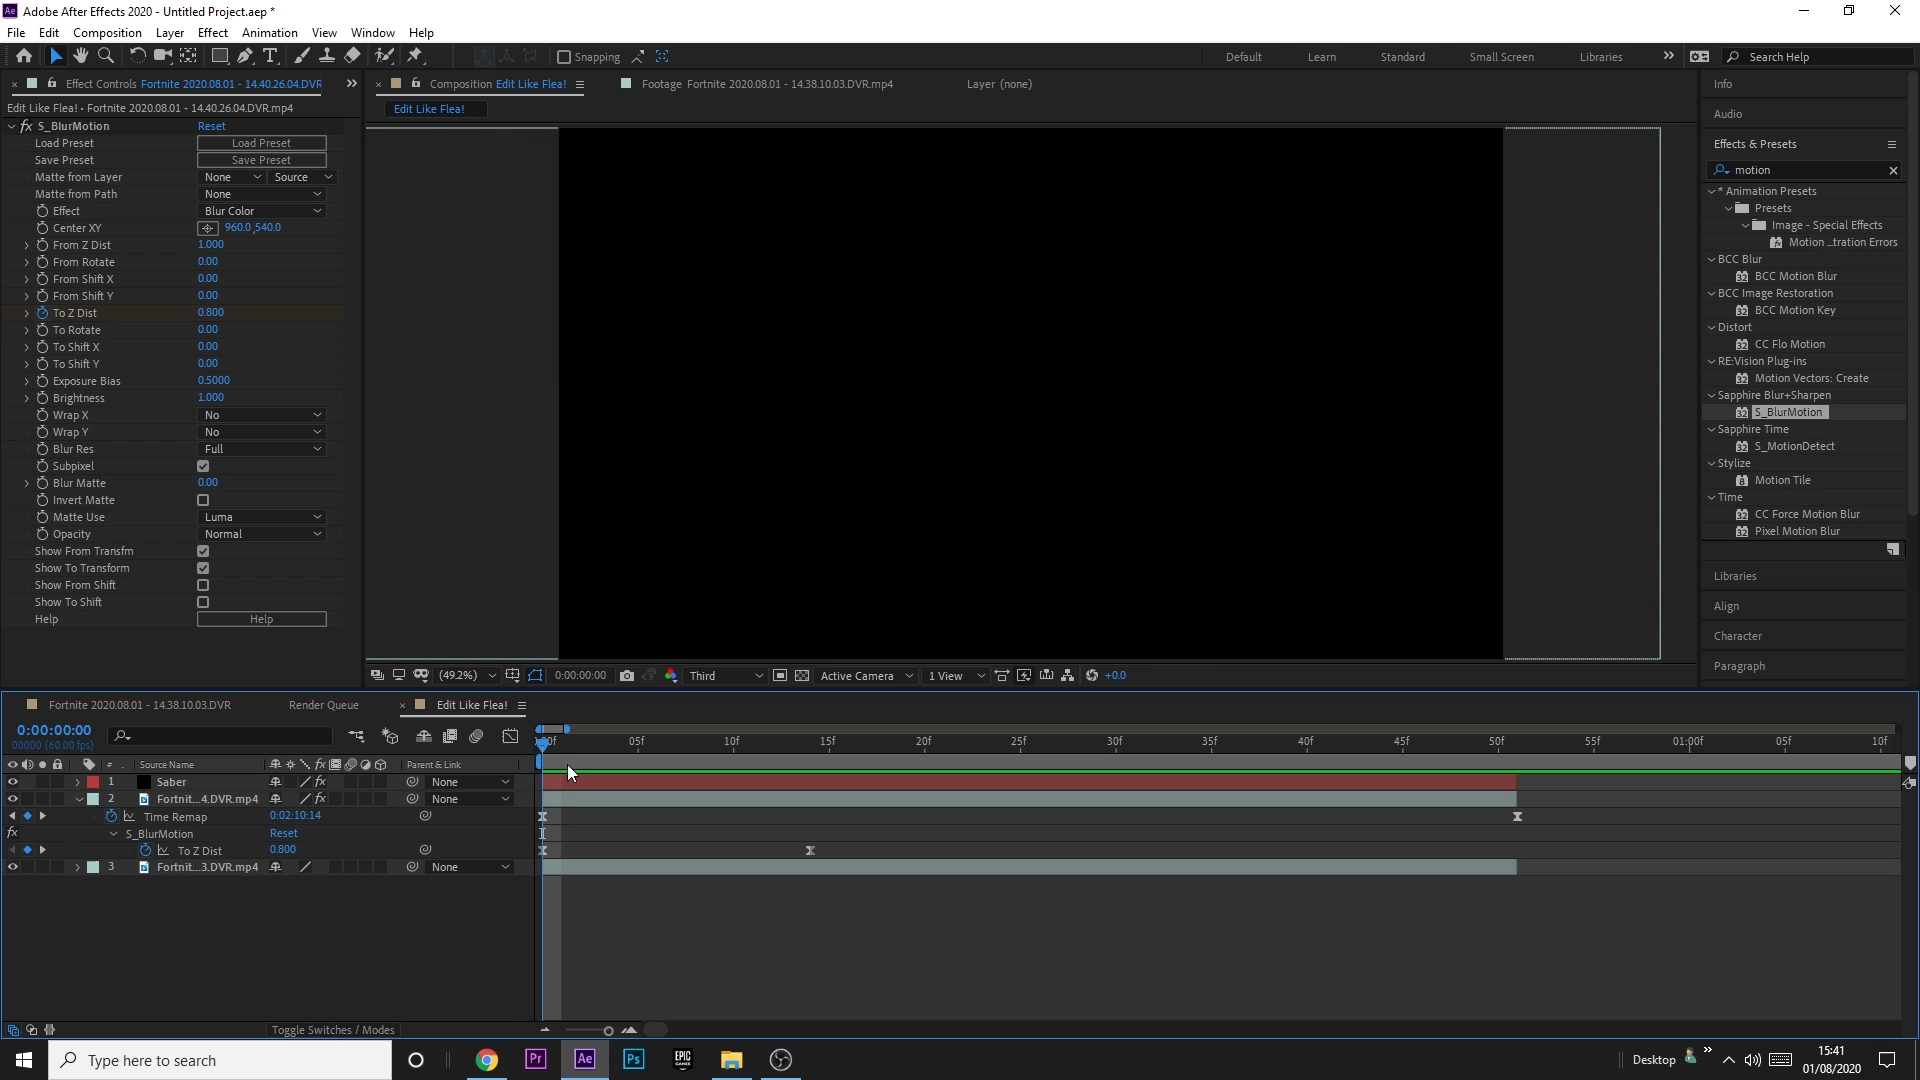 Ae Adobe After Effects 2020 - Untitled Project.aep *
File Edit Composition Layer Effect Animation View Window Help
Snapping Default Learn Standard Small Screen Libraries Search Help
Effect Controls Fortnite 2020.08.01 - 14.40.26.04.DVR
Composition Edit Like Flea! Footage Fortnite 2020.08.01 - 14.38.10.03.mp4 Layer (none)
Edit Like Flea! • Fortnite 2020.08.01 - 14.40.26.04.DVR.mp4
Edit Like Flea!
fx S_BlurMotion Reset
Load Preset Load Preset
Save Preset Save Preset
Matte from Layer None Source
Matte from Path None
Effect Blur Color
Center XY 960.0,540.0
From Z Dist 1.000
From Rotate 0.00
From Shift X 0.00
From Shift Y 0.00
To Z Dist 0.800
To Rotate 0.00
To Shift X 0.00
To Shift Y 0.00
Exposure Bias 0.5000
Brightness 1.000
Wrap X No
Wrap Y No
Blur Res Full
Subpixel
Blur Matte 0.00
Invert Matte
Matte Use Luma
Opacity Normal
Show From Transfm
Show To Transform
Show From Shift
Show To Shift
Help Help
(49.2%) 0:00:00:00 Third Active Camera 1 View +0.0
Info
Audio
Effects & Presets
motion
* Animation Presets
Presets
Image - Special Effects
Motion ...tration Errors
BCC Blur
BCC Motion Blur
BCC Image Restoration
BCC Motion Key
Distort
CC Flo Motion
RE:Vision Plug-ins
Motion Vectors: Create
Sapphire Blur+Sharpen
S_BlurMotion
Sapphire Time
S_MotionDetect
Stylize
Motion Tile
Time
CC Force Motion Blur
Pixel Motion Blur
Libraries
Align
Character
Paragraph
Fortnite 2020.08.01 - 14.38.10.03.DVR Render Queue Edit Like Flea!
0:00:00:00
00000 (60.00 fps)
05f 10f 15f 20f 25f 30f 35f 40f 45f 50f 55f 01:00f 05f 10f
# Source Name fx Parent & Link
1 Saber fx None
2 Fortnit...4.DVR.mp4 fx None
Time Remap 0:02:10:14
fx S_BlurMotion Reset
To Z Dist 0.800
3 Fortnit...3.DVR.mp4 None
Toggle Switches / Modes
Type here to search Pr Ae Ps EPIC GAMES Desktop 15:41
01/08/2020